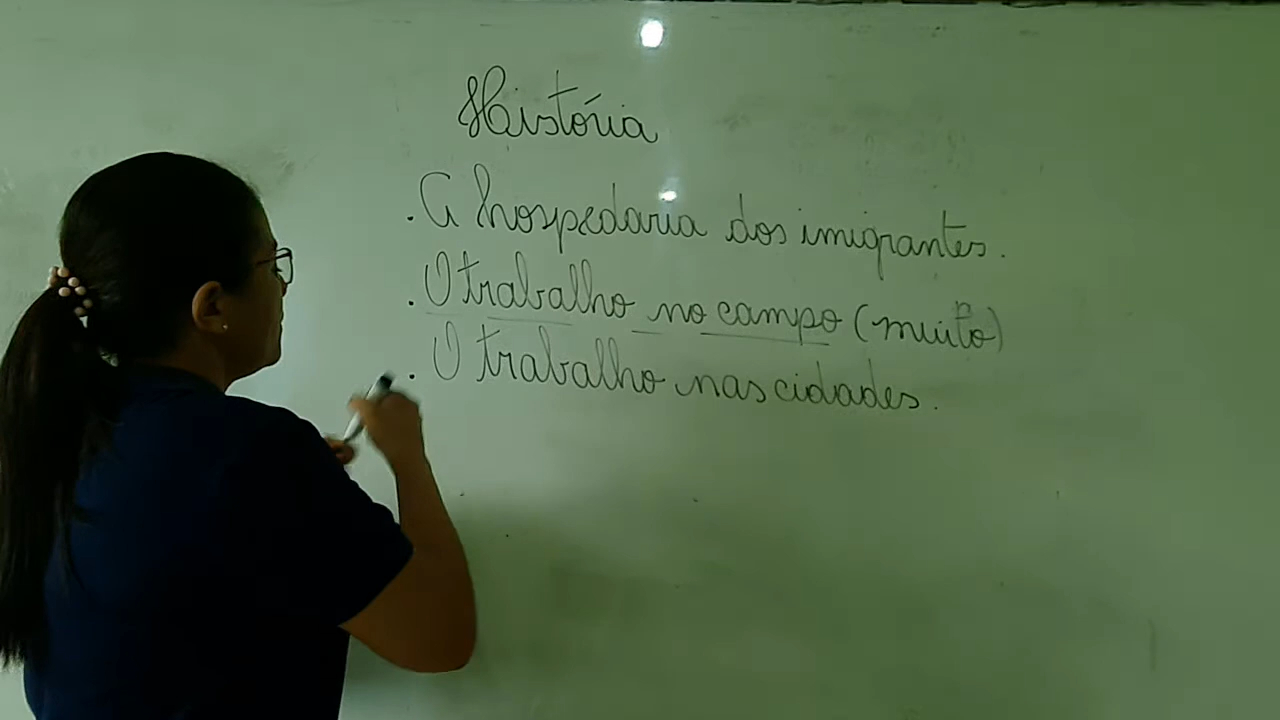 História
. A hospedaria dos imigrantes.
. O trabalho no campo (muito)
. O trabalho nas cidades.